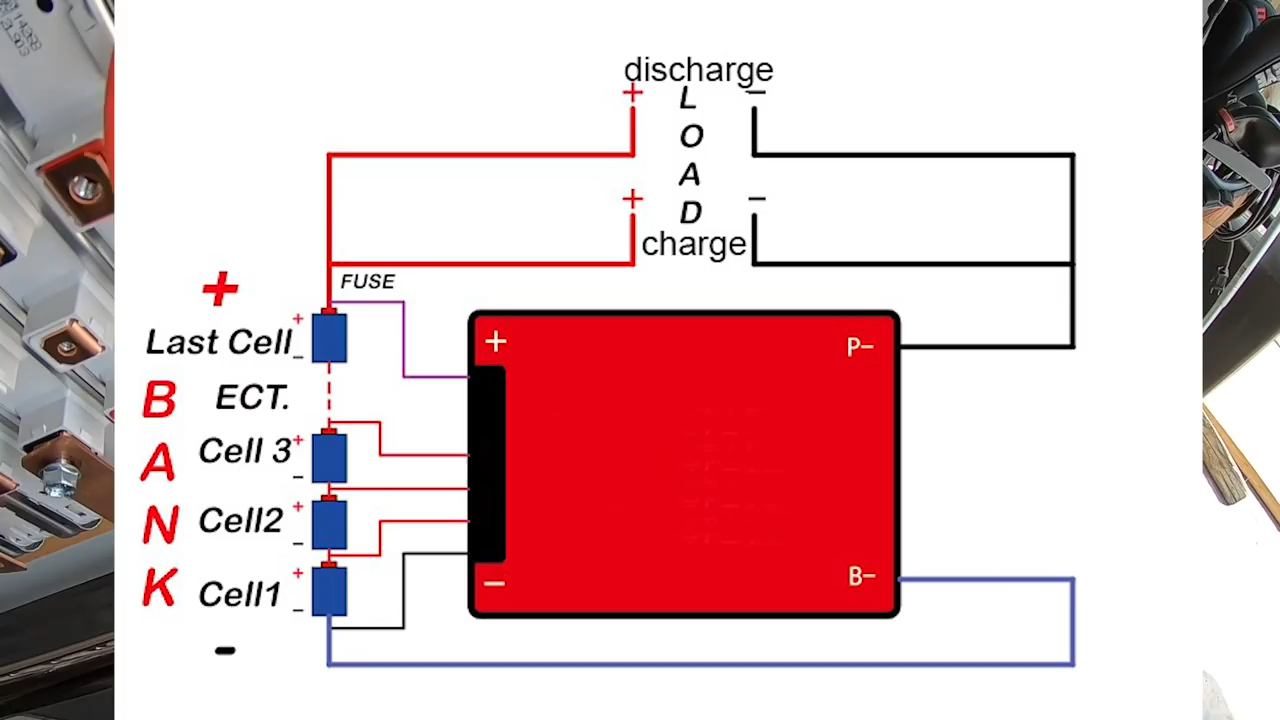 discharge
+ −
L
O
A
D
+ −
charge
FUSE
+
Last Cell
+
−
ECT.
Cell 3
+
−
Cell2
+
−
Cell1
+
−
B
A
N
K
-
+
P−
B−
−